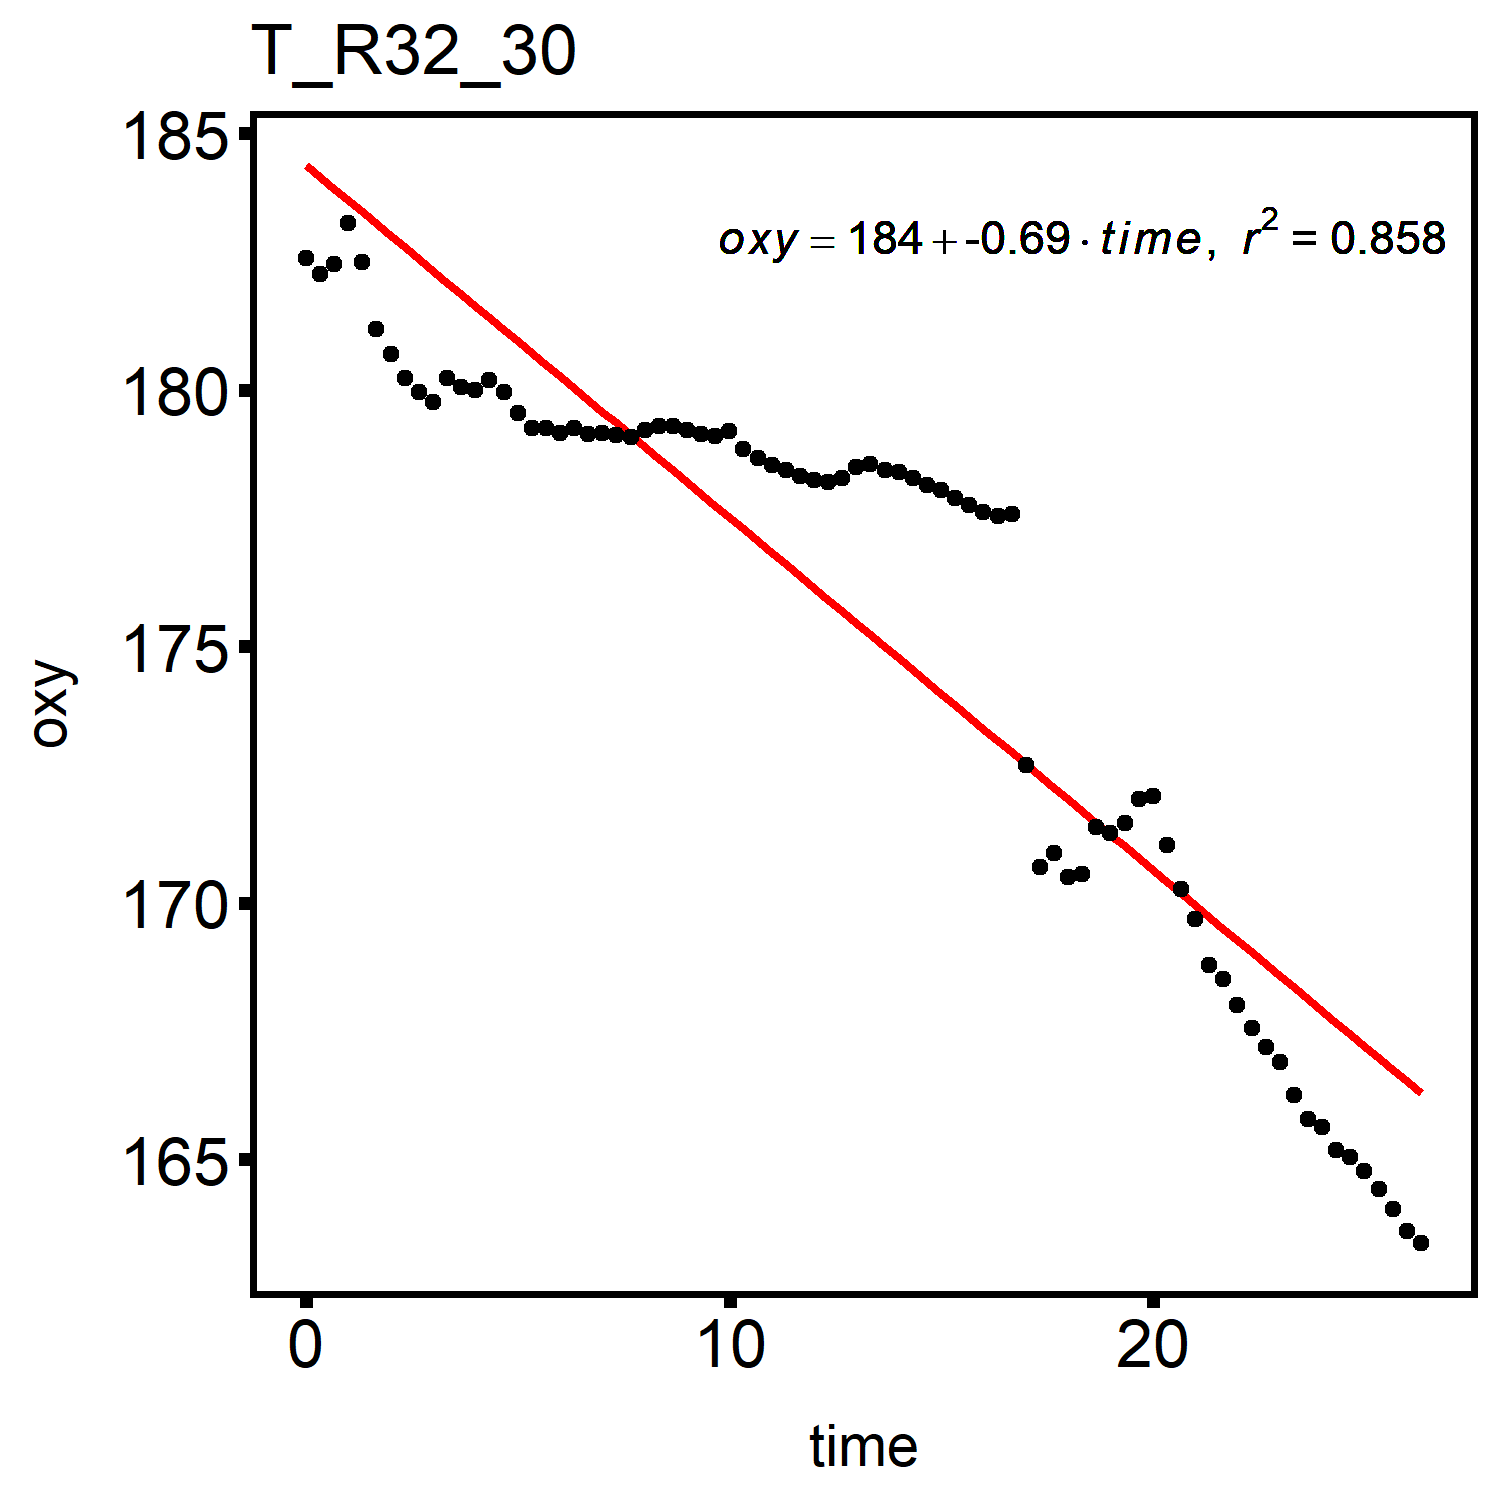 T_R32_30
185
oxy = 184 + -0.69 · time, r² = 0.858
180
175
170
165
oxy
0 10 20
time